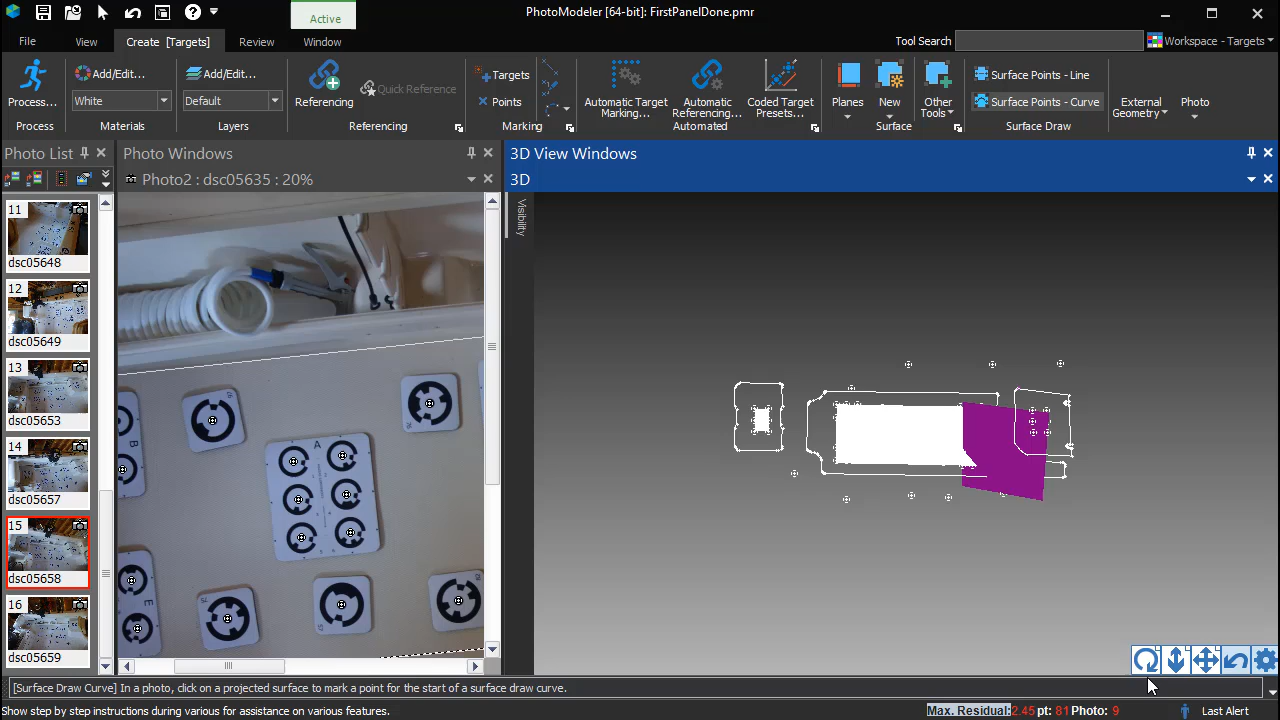 PhotoModeler [64-bit]: FirstPanelDone.pmr
Active
File
View
Create [Targets]
Review
Window
Tool Search
Workspace - Targets
Process...
Process
Add/Edit...
White
Materials
Add/Edit...
Default
Layers
Referencing
Quick Reference
Referencing
Targets
Points
Marking
Automatic Target
Marking...
Automatic
Referencing...
Automated
Coded Target
Presets...
Planes
New
Surface
Other
Tools
Surface Points - Line
Surface Points - Curve
Surface Draw
External
Geometry
Photo
Photo List
Photo Windows
3D View Windows
Photo2 : dsc05635 : 20%
3D
Visibility
11
dsc05648
12
dsc05649
13
dsc05653
14
dsc05657
15
dsc05658
16
dsc05659
A
B
E
[Surface Draw Curve] In a photo, click on a projected surface to mark a point for the start of a surface draw curve.
Show step by step instructions during various for assistance on various features.
Max. Residual: 2.45 pt: 81 Photo: 9
Last Alert